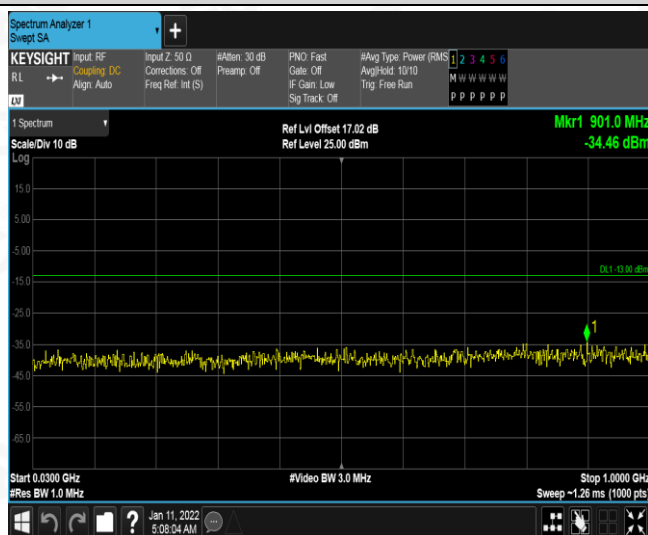 Spectrum Analyzer 1
Swept SA
+
KEYSIGHT
RL
LXI
Input: RF
Coupling: DC
Align: Auto
Input Z: 50 Ω
Corrections: Off
Freq Ref: Int (S)
#Atten: 30 dB
Preamp: Off
PNO: Fast
Gate: Off
IF Gain: Low
Sig Track: Off
#Avg Type: Power (RMS
Avg|Hold: 10/10
Trig: Free Run
1 2 3 4 5 6
M W W W W W
P P P P P P
1 Spectrum
Scale/Div 10 dB
Log
Ref Lvl Offset 17.02 dB
Ref Level 25.00 dBm
Mkr1 901.0 MHz
-34.46 dBm
15.0
5.00
-5.00
-15.0
-25.0
-35.0
-45.0
-55.0
-65.0
DL1 -13.00 dBm
1
Start 0.0300 GHz
#Res BW 1.0 MHz
#Video BW 3.0 MHz
Stop 1.0000 GHz
Sweep ~1.26 ms (1000 pts)
?
Jan 11, 2022
5:08:04 AM